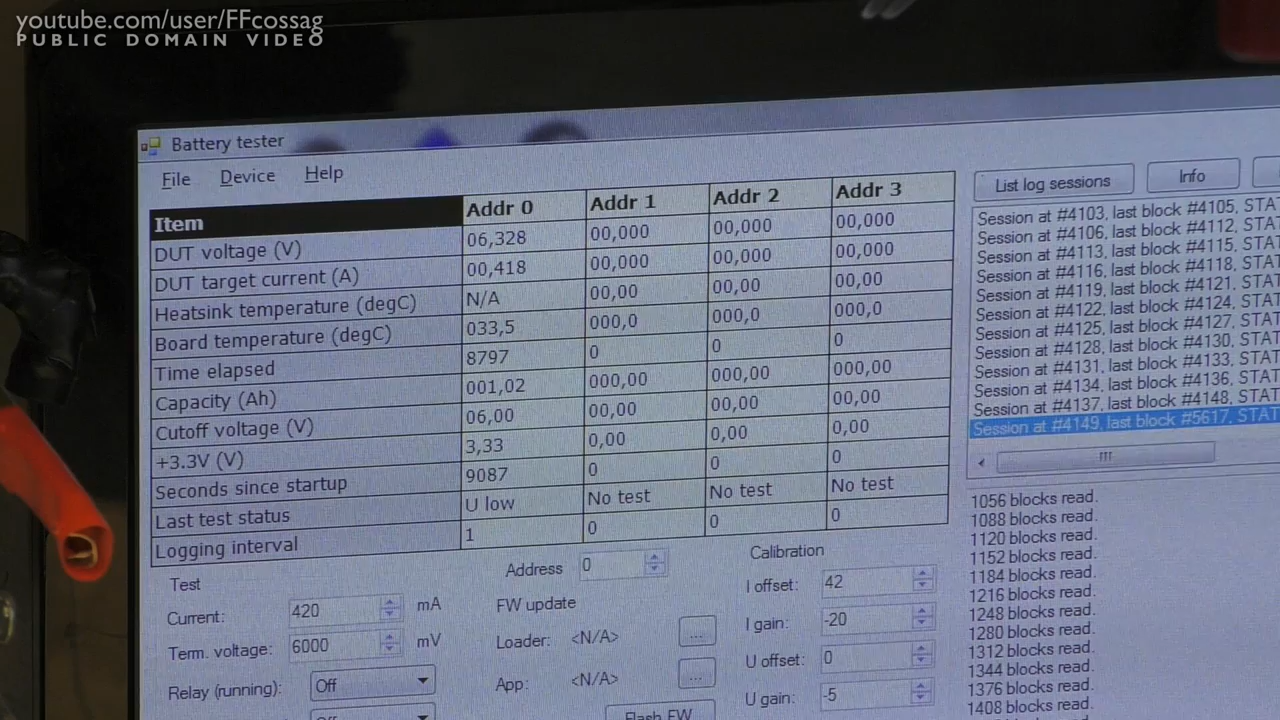 youtube.com/user/FFcossag
PUBLIC DOMAIN VIDEO
Battery tester
File Device Help
Item Addr 0 Addr 1 Addr 2 Addr 3
DUT voltage (V) 06,328 00,000 00,000 00,000
DUT target current (A) 00,418 00,000 00,000 00,000
Heatsink temperature (degC) N/A 00,00 00,00 00,00
Board temperature (degC) 033,5 000,0 000,0 000,0
Time elapsed 8797 0 0 0
Capacity (Ah) 001,02 000,00 000,00 000,00
Cutoff voltage (V) 06,00 00,00 00,00 00,00
+3.3V (V) 3,33 0,00 0,00 0,00
Seconds since startup 9087 0 0 0
Last test status U low No test No test No test
Logging interval 1 0 0 0
Test
Current: 420 mA
Term. voltage: 6000 mV
Relay (running): Off
Address 0
FW update
Loader: <N/A> ...
App: <N/A> ...
Flash FW
Calibration
I offset: 42
I gain: -20
U offset: 0
U gain: -5
List log sessions Info
Session at #4103, last block #4105, STAT
Session at #4106, last block #4112, STAT
Session at #4113, last block #4115, STAT
Session at #4116, last block #4118, STAT
Session at #4119, last block #4121, STAT
Session at #4122, last block #4124, STAT
Session at #4125, last block #4127, STAT
Session at #4128, last block #4130, STAT
Session at #4131, last block #4133, STAT
Session at #4134, last block #4136, STAT
Session at #4137, last block #4148, STAT
Session at #4149, last block #5617, STAT
1056 blocks read.
1088 blocks read.
1120 blocks read.
1152 blocks read.
1184 blocks read.
1216 blocks read.
1248 blocks read.
1280 blocks read.
1312 blocks read.
1344 blocks read.
1376 blocks read.
1408 blocks read.